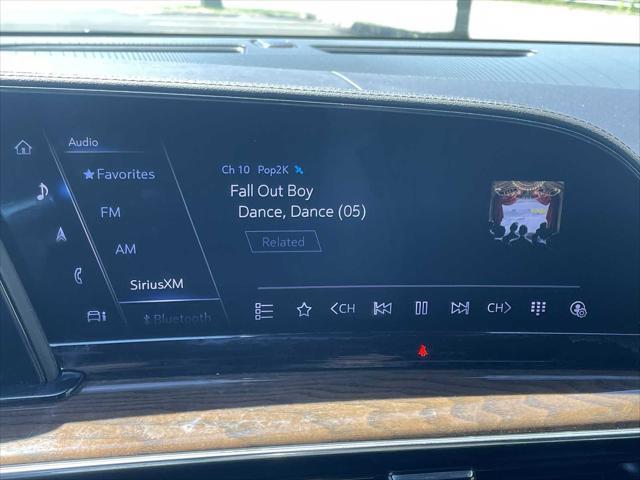 Audio
Favorites
FM
AM
SiriusXM
Bluetooth
Ch 10 Pop2K
Fall Out Boy
Dance, Dance (05)
Related
<CH
CH>